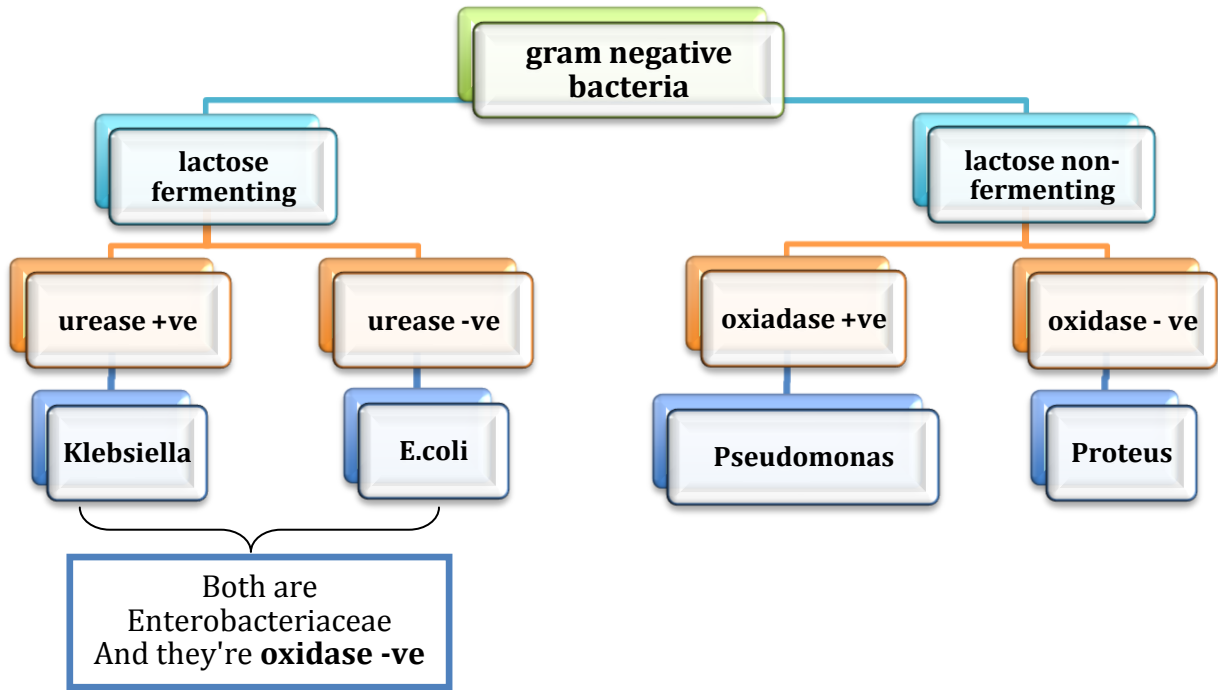 gram negative
bacteria
lactose
fermenting
lactose non-
fermenting
urease +ve
urease -ve
oxiadase +ve
oxidase - ve
Klebsiella
E.coli
Pseudomonas
Proteus
Both are
Enterobacteriaceae
And they're oxidase -ve